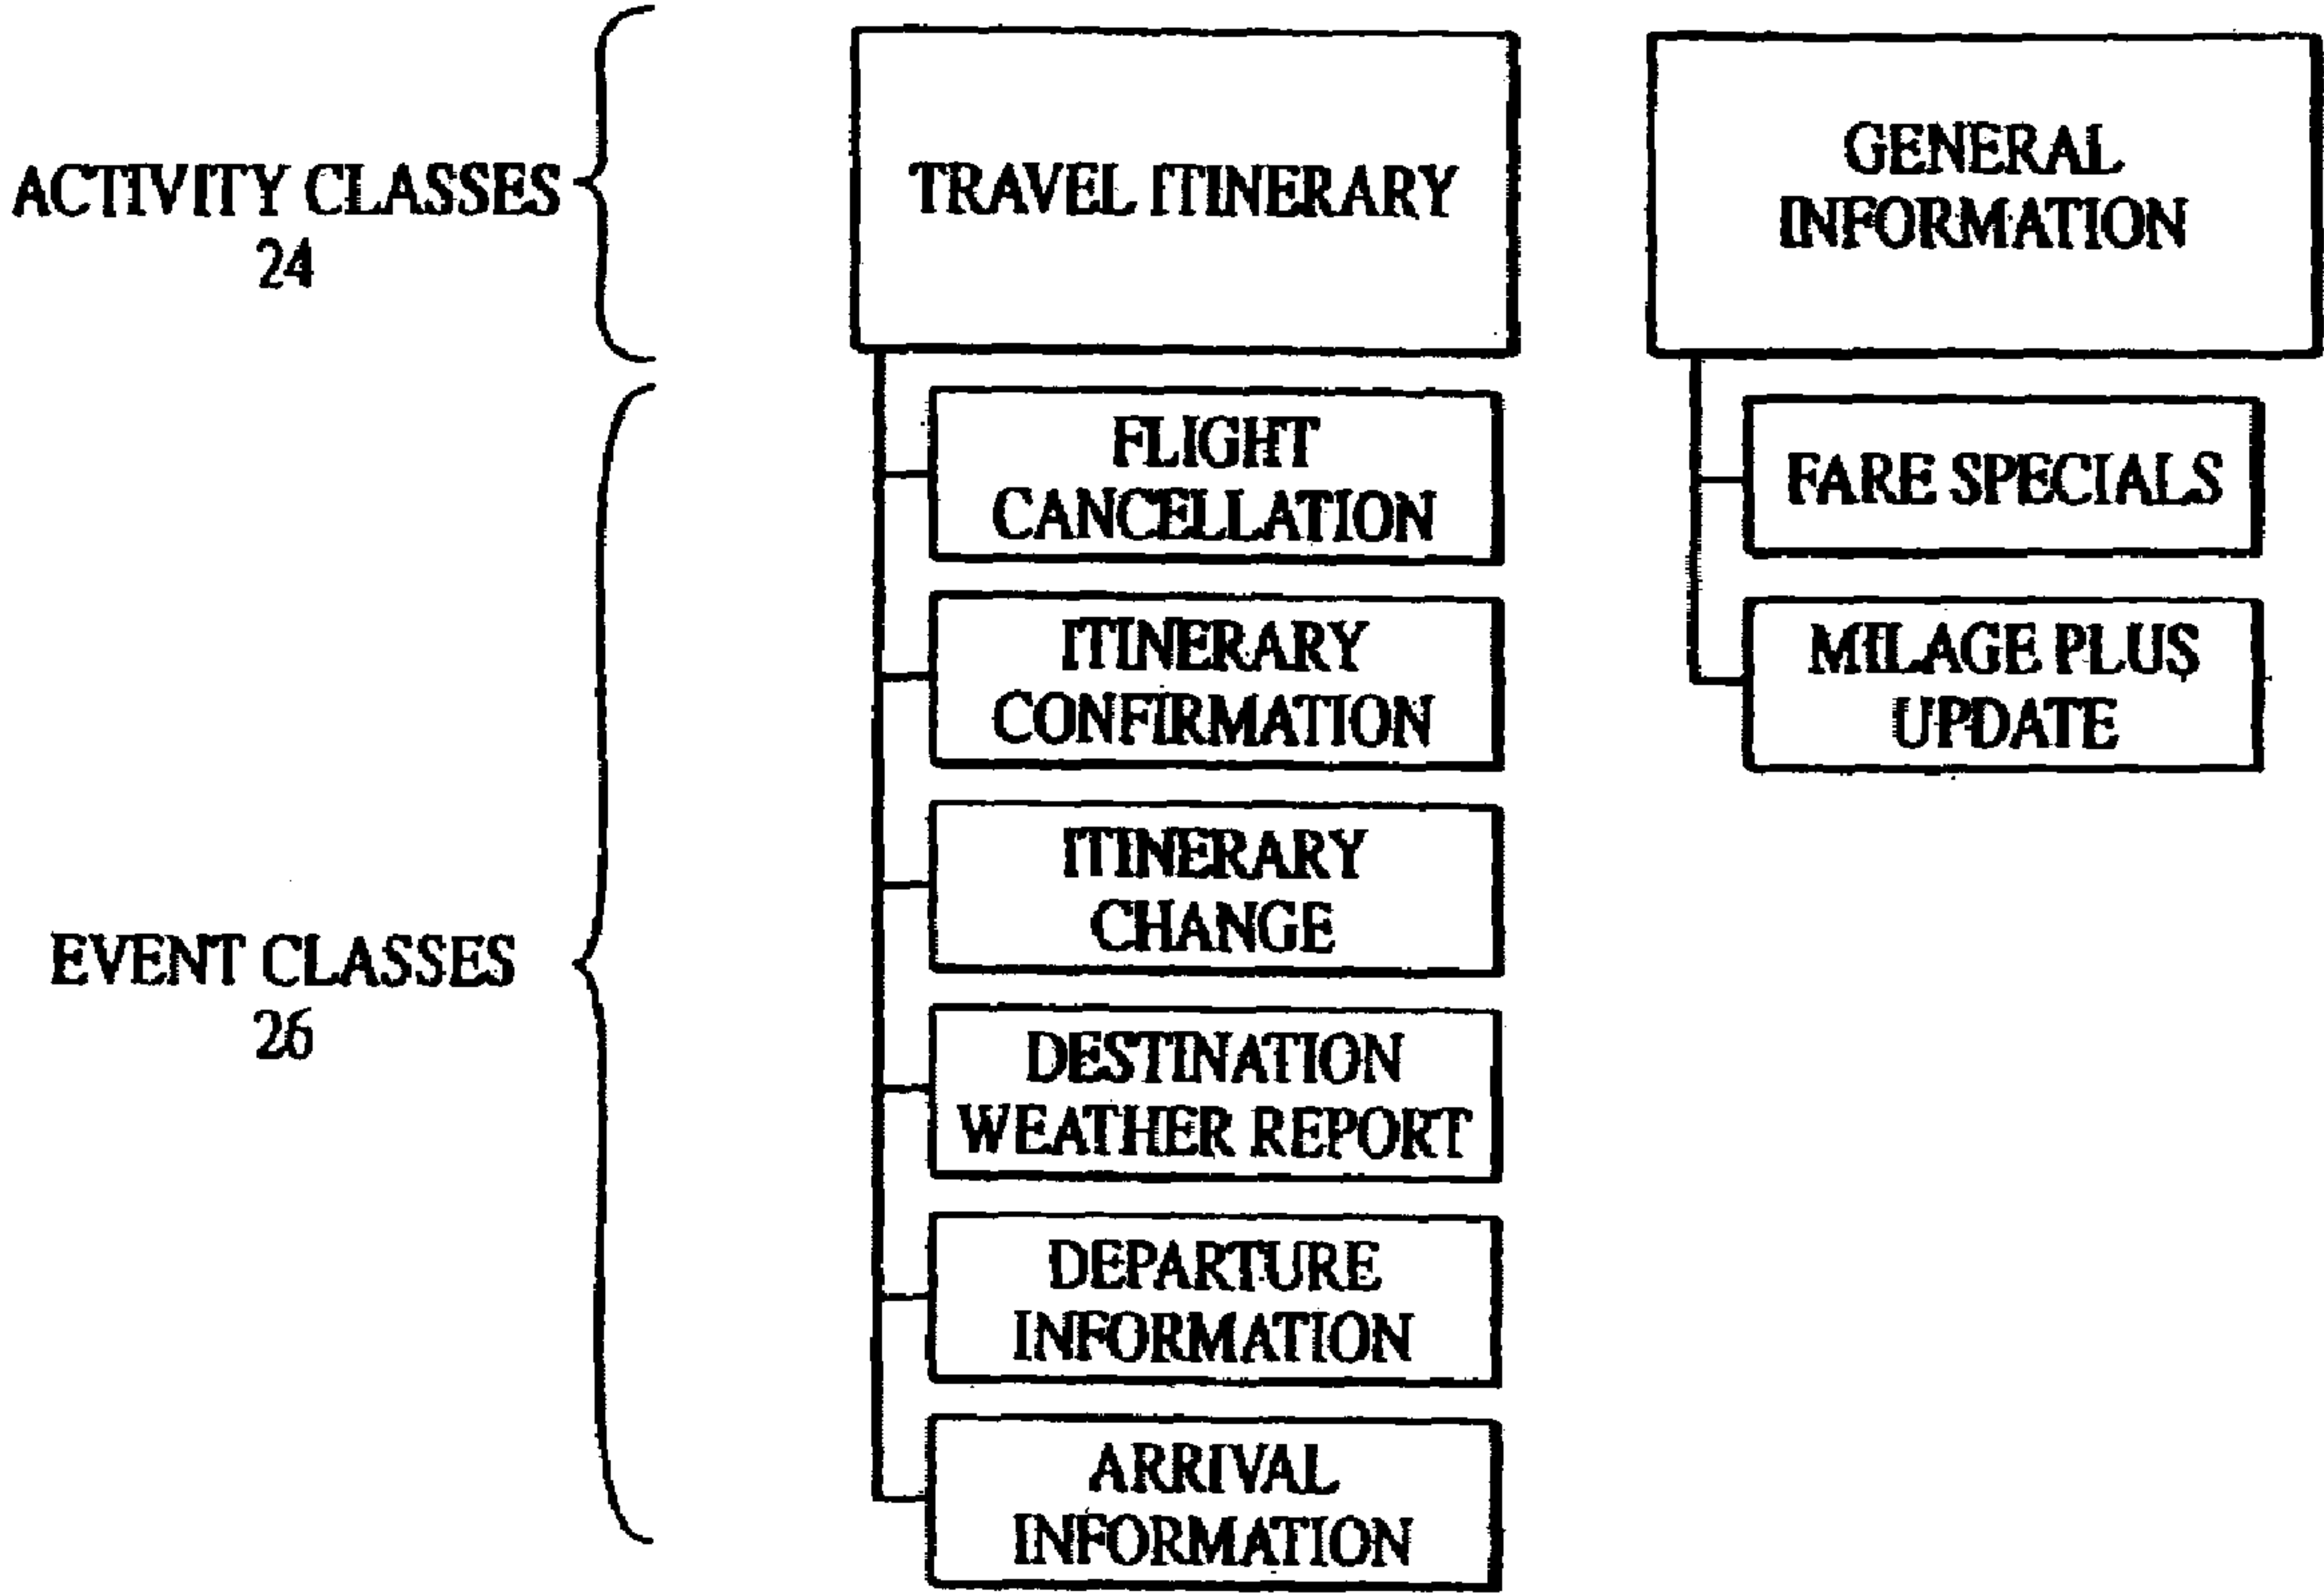 ACTIVITY CLASSES
24
TRAVEL ITINERARY
GENERAL
INFORMATION
EVENT CLASSES
26
FLIGHT
CANCELLATION
ITINERARY
CONFIRMATION
ITINERARY
CHANGE
DESTINATION
WEATHER REPORT
DEPARTURE
INFORMATION
ARRIVAL
INFORMATION
FARE SPECIALS
MILAGE PLUS
UPDATE